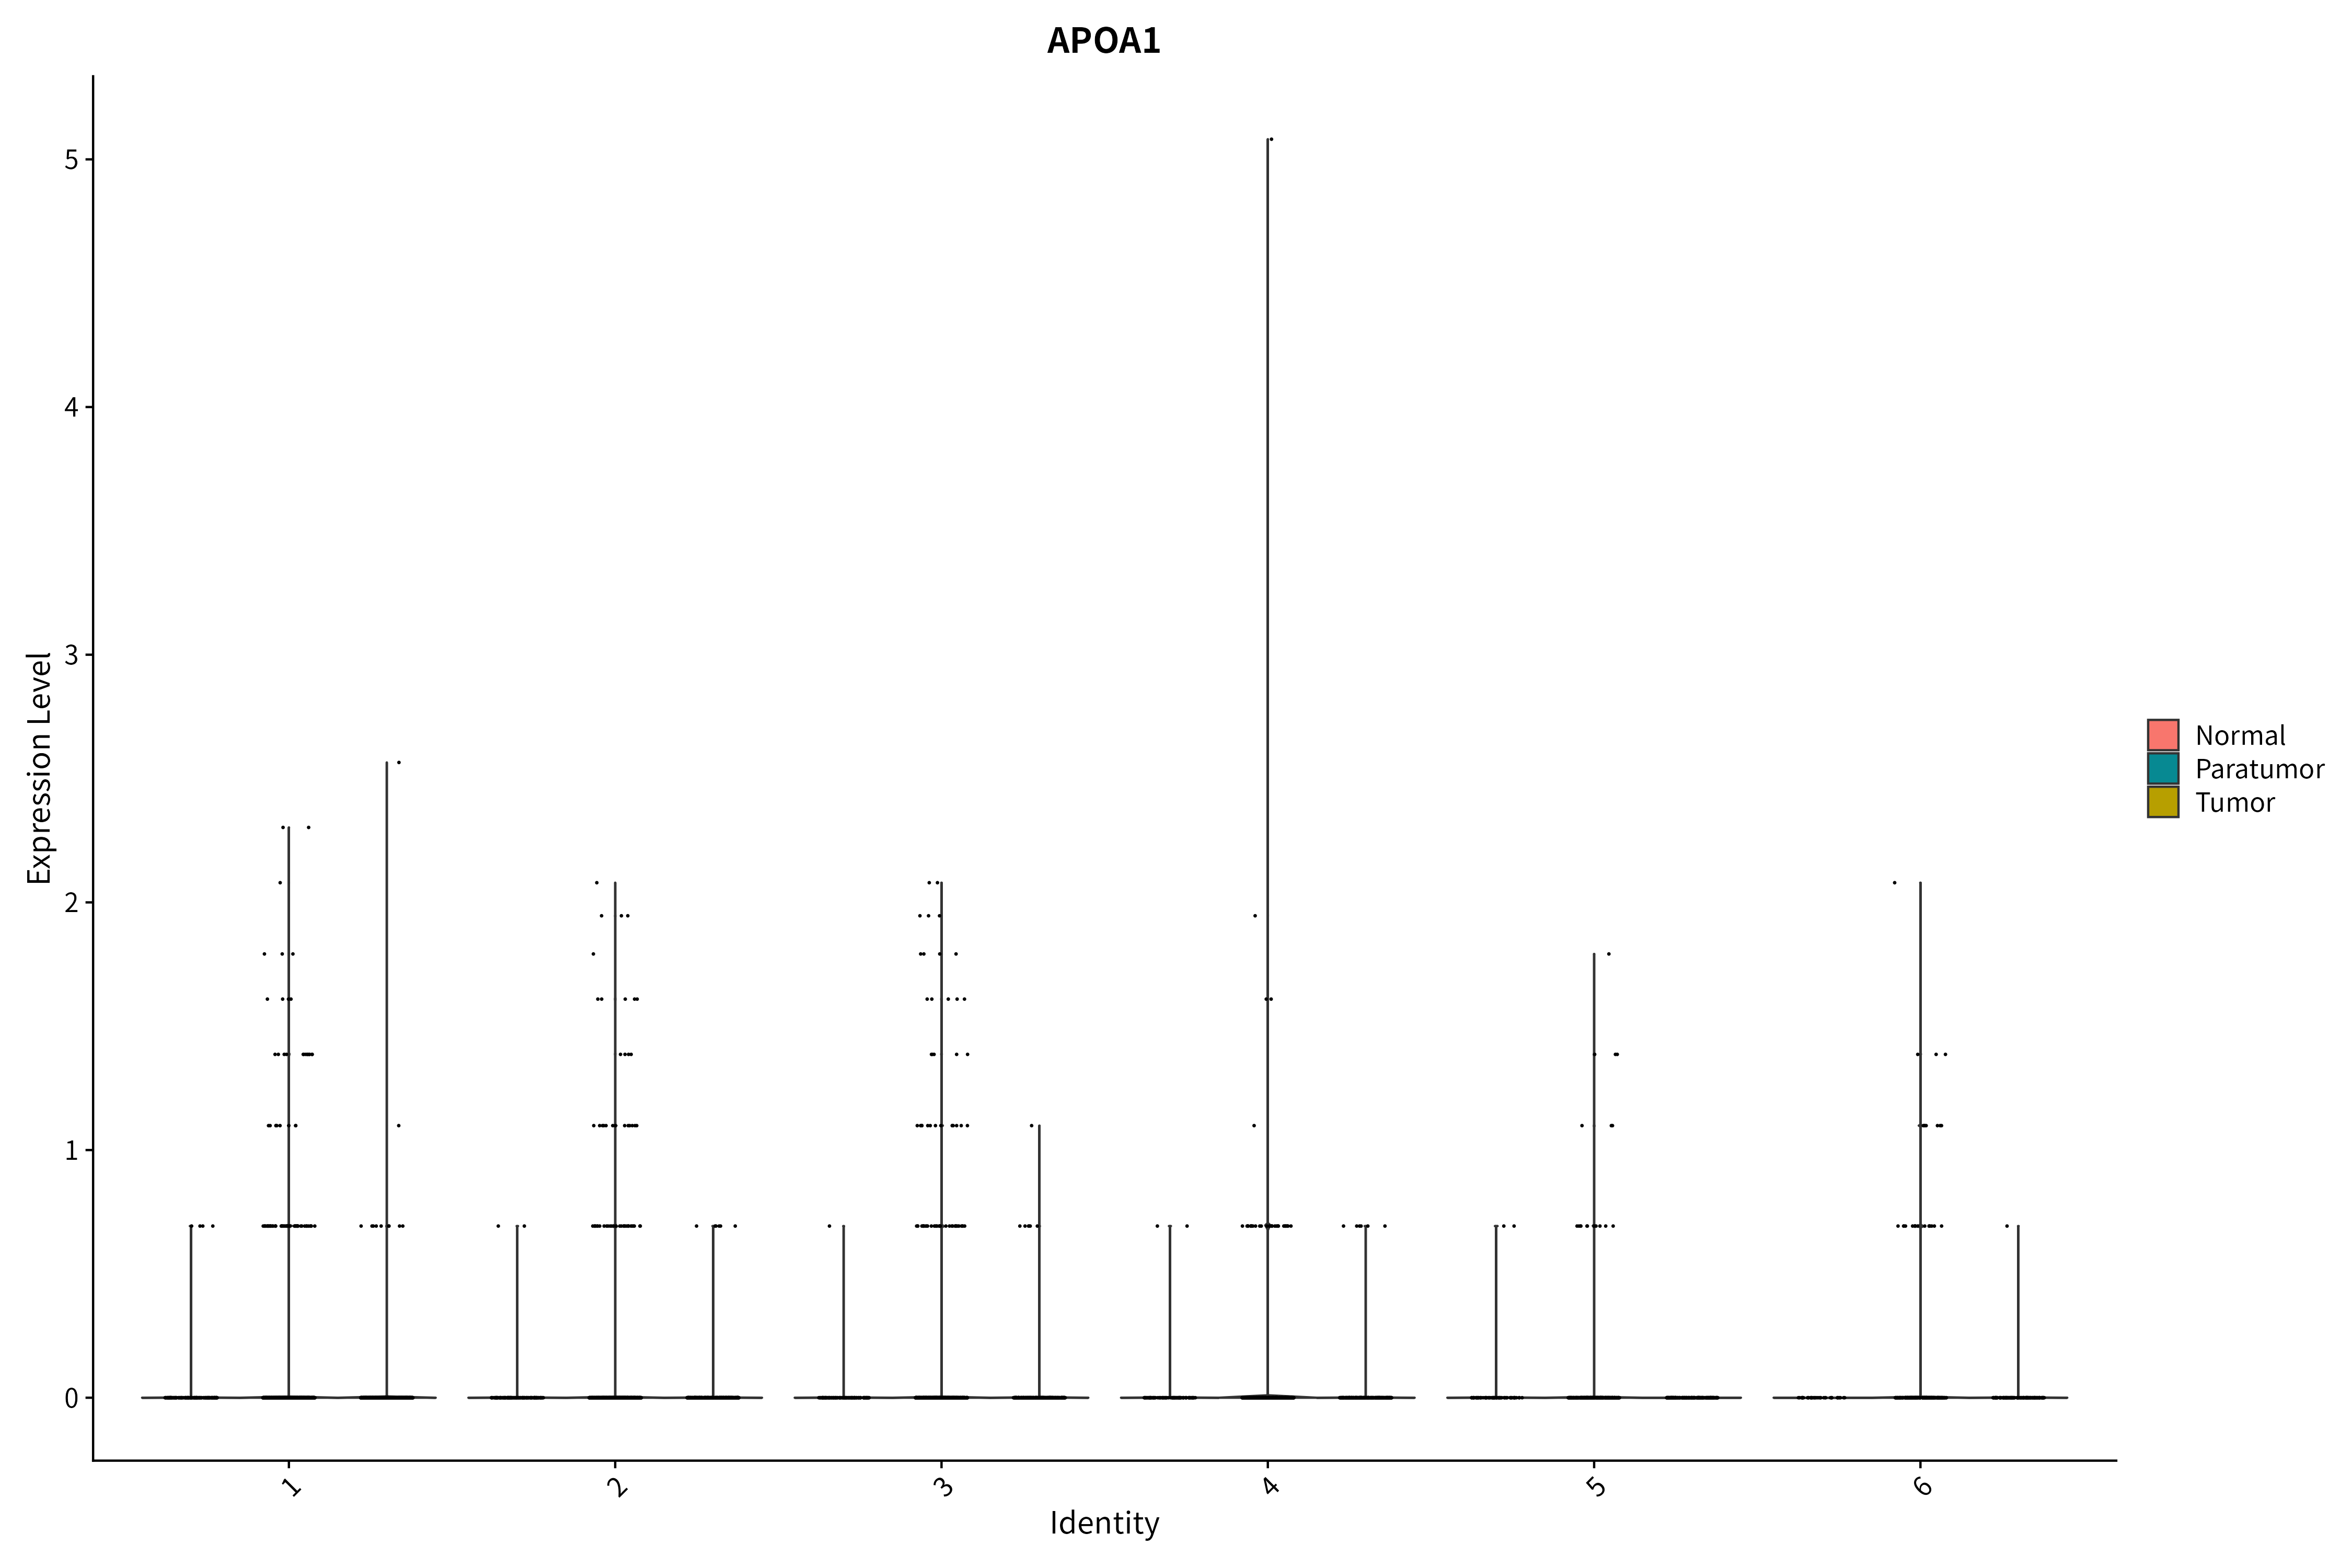 APOA1
Expression Level
5
4
3
2
1
0
1
2
3
4
5
6
Identity
Normal
Paratumor
Tumor